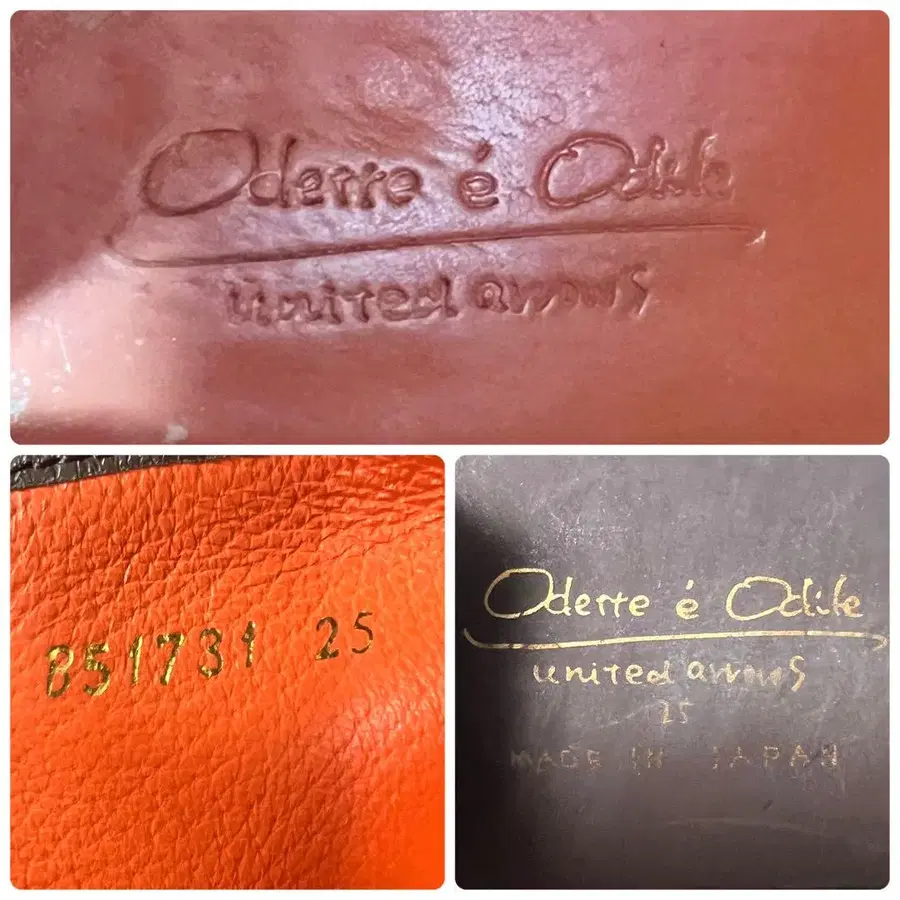 Odette é Odile
united arrows
B51731 25
Odette é Odile
united arrows
25
MADE IN JAPAN